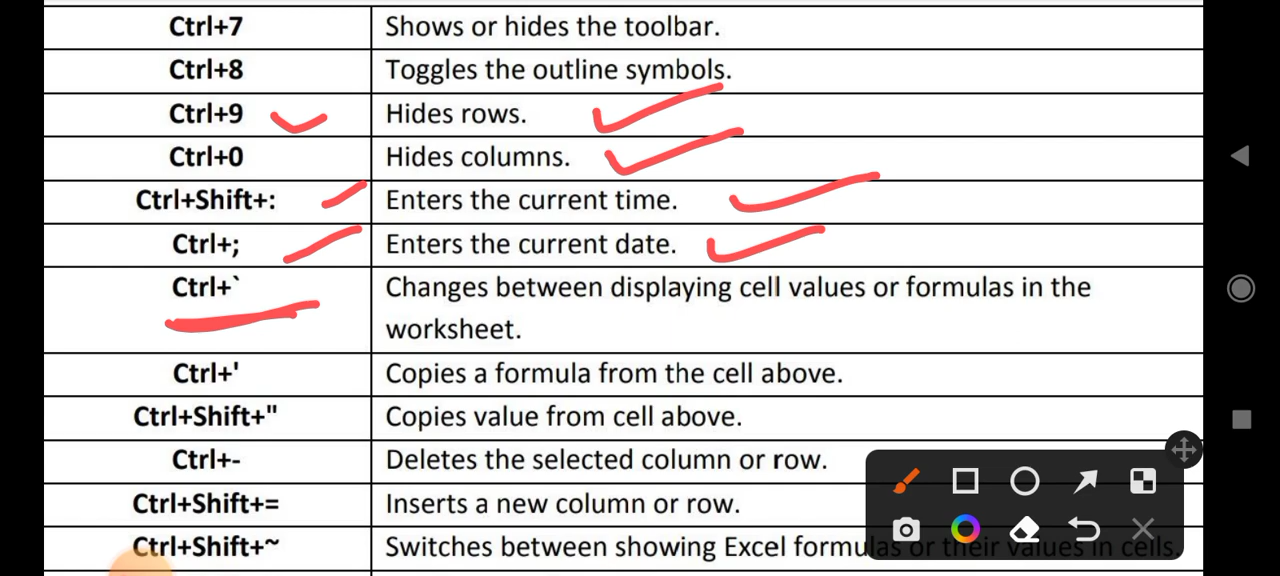 Ctrl+7 Shows or hides the toolbar.
Ctrl+8 Toggles the outline symbols.
Ctrl+9 Hides rows.
Ctrl+0 Hides columns.
Ctrl+Shift+: Enters the current time.
Ctrl+; Enters the current date.
Ctrl+` Changes between displaying cell values or formulas in the
worksheet.
Ctrl+' Copies a formula from the cell above.
Ctrl+Shift+" Copies value from cell above.
Ctrl+- Deletes the selected column or row.
Ctrl+Shift+= Inserts a new column or row.
Ctrl+Shift+~ Switches between showing Excel formulas or their values in cells.